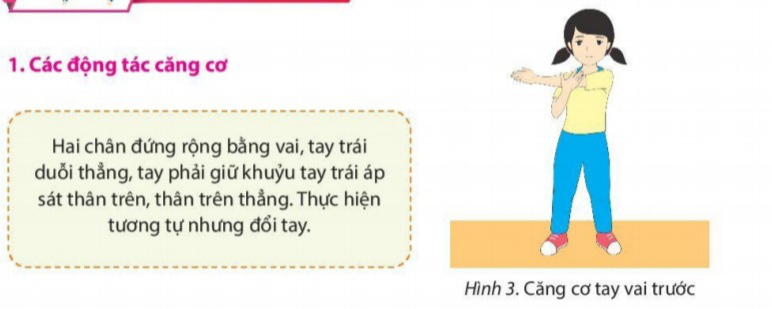 1. Các động tác căng cơ
Hai chân đứng rộng bằng vai, tay trái
duỗi thẳng, tay phải giữ khuỷu tay trái áp
sát thân trên, thân trên thẳng. Thực hiện
tương tự nhưng đổi tay.
Hình 3. Căng cơ tay vai trước